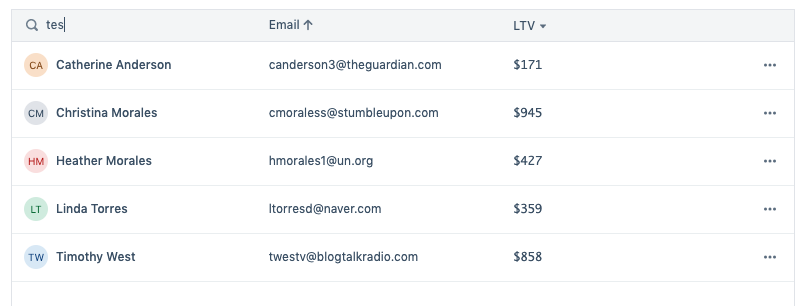 tes Email ↑ LTV
CA Catherine Anderson canderson3@theguardian.com $171
CM Christina Morales cmoraless@stumbleupon.com $945
HM Heather Morales hmorales1@un.org $427
LT Linda Torres ltorresd@naver.com $359
TW Timothy West twestv@blogtalkradio.com $858